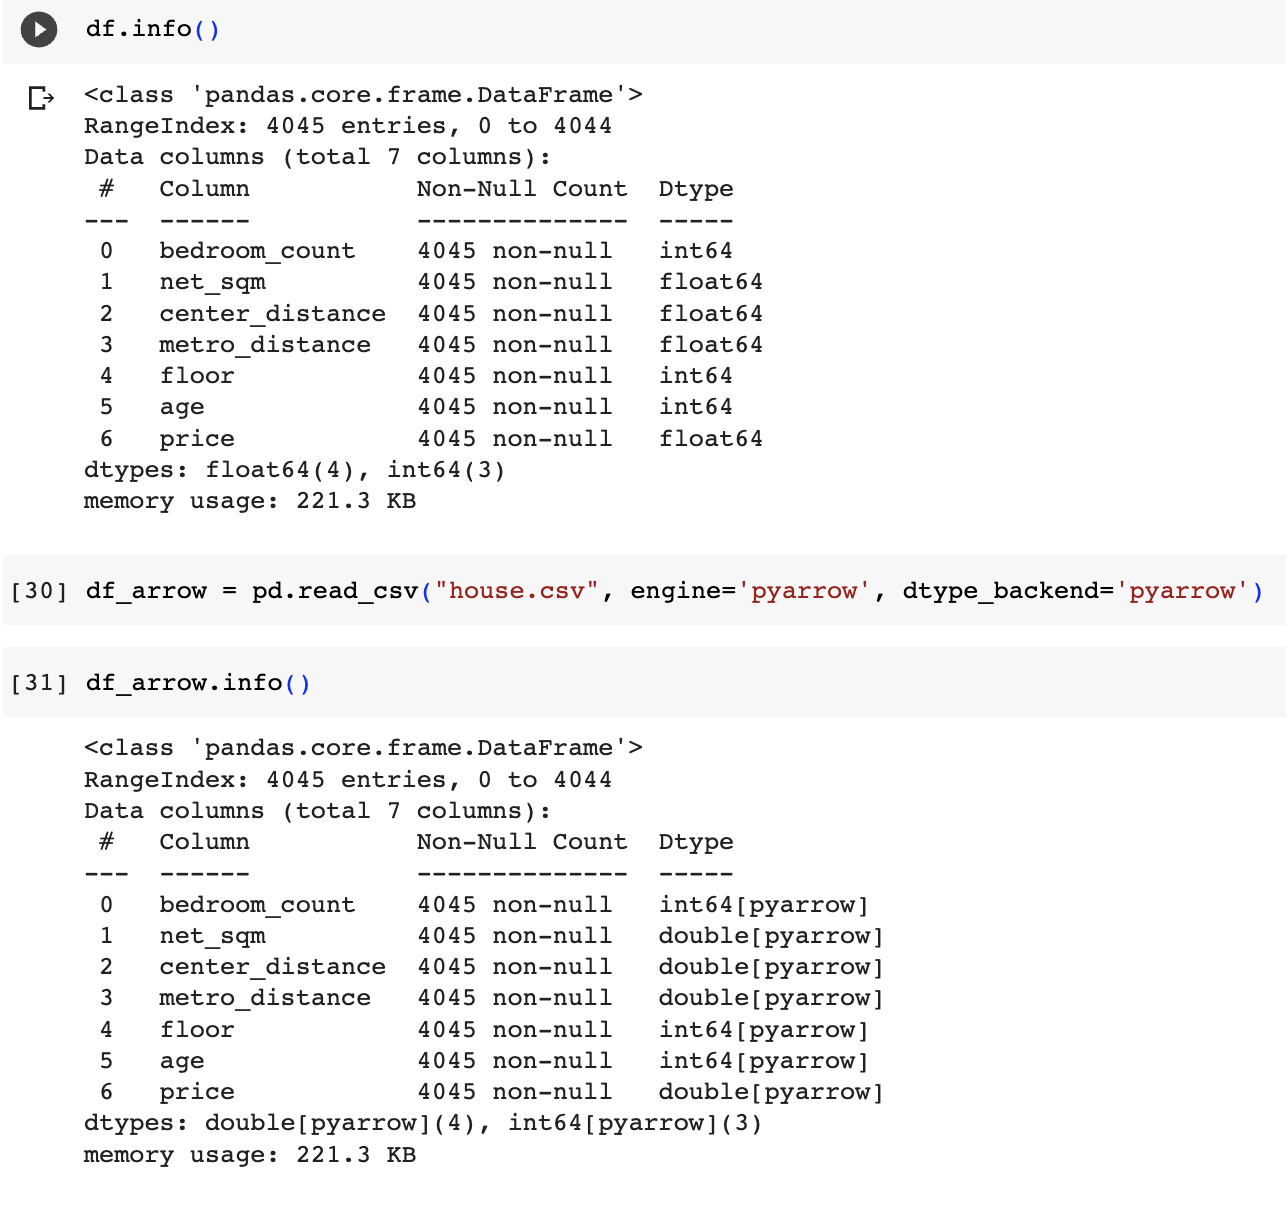 df.info()
<class 'pandas.core.frame.DataFrame'>
RangeIndex: 4045 entries, 0 to 4044
Data columns (total 7 columns):
 #   Column           Non-Null Count  Dtype
---  ------           --------------  -----
 0   bedroom_count    4045 non-null   int64
 1   net_sqm          4045 non-null   float64
 2   center_distance  4045 non-null   float64
 3   metro_distance   4045 non-null   float64
 4   floor            4045 non-null   int64
 5   age              4045 non-null   int64
 6   price            4045 non-null   float64
dtypes: float64(4), int64(3)
memory usage: 221.3 KB
[30] df_arrow = pd.read_csv("house.csv", engine='pyarrow', dtype_backend='pyarrow')
[31] df_arrow.info()
<class 'pandas.core.frame.DataFrame'>
RangeIndex: 4045 entries, 0 to 4044
Data columns (total 7 columns):
 #   Column           Non-Null Count  Dtype
---  ------           --------------  -----
 0   bedroom_count    4045 non-null   int64[pyarrow]
 1   net_sqm          4045 non-null   double[pyarrow]
 2   center_distance  4045 non-null   double[pyarrow]
 3   metro_distance   4045 non-null   double[pyarrow]
 4   floor            4045 non-null   int64[pyarrow]
 5   age              4045 non-null   int64[pyarrow]
 6   price            4045 non-null   double[pyarrow]
dtypes: double[pyarrow](4), int64[pyarrow](3)
memory usage: 221.3 KB